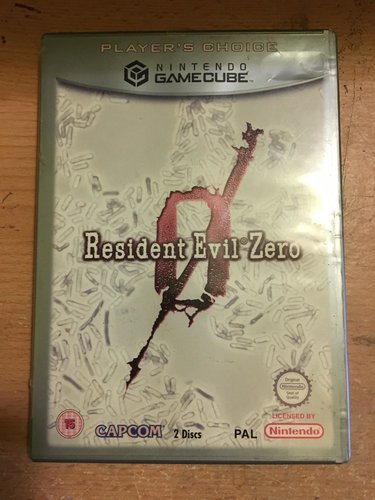 PLAYER'S CHOICE
NINTENDO
GAMECUBE™
0
Resident Evil® Zero
Original
Nintendo
Seal of
Quality
15
CAPCOM®
2 Discs
PAL
LICENSED BY
Nintendo